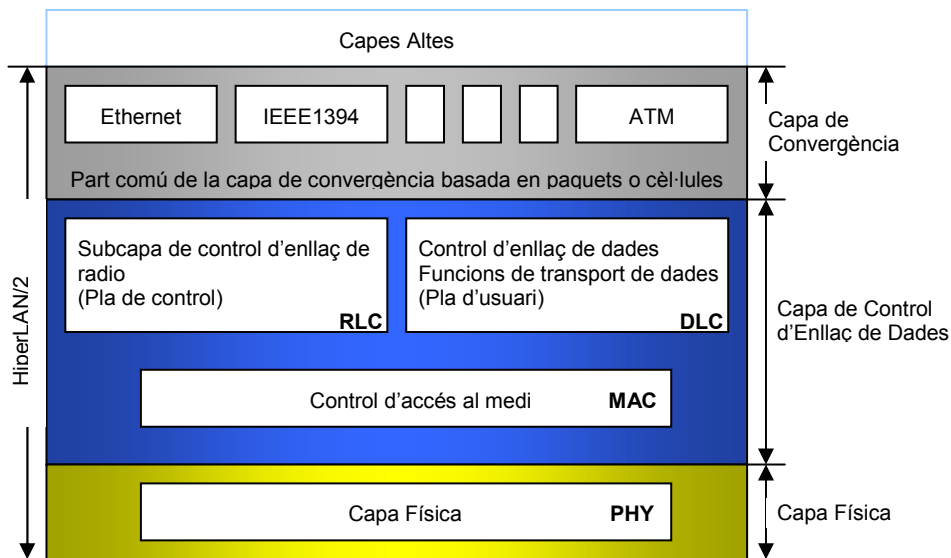 Capes Altes
Ethernet
IEEE1394
ATM
Part comú de la capa de convergència basada en paquets o cèl·lules
Capa de
Convergència
Subcapa de control d’enllaç de
radio
(Pla de control)
RLC
Control d’enllaç de dades
Funcions de transport de dades
(Pla d’usuari)
DLC
Capa de Control
d’Enllaç de Dades
HiperLAN/2
Control d’accés al medi MAC
Capa Física PHY
Capa Física